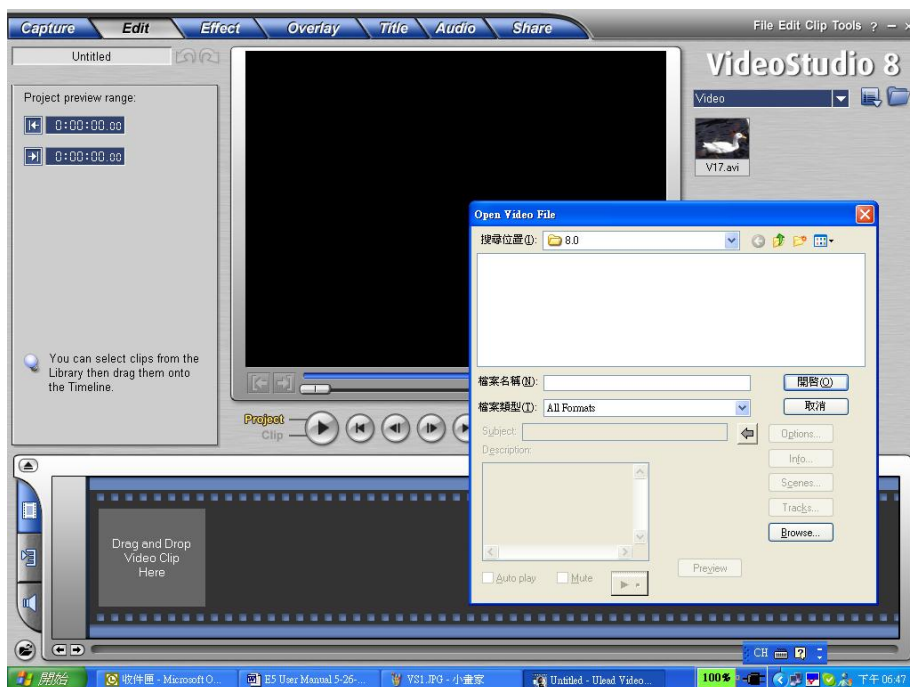 Capture Edit Effect Overlay Title Audio Share File Edit Clip Tools ? – ×
Untitled
VideoStudio 8
Project preview range:
0:00:00.00
0:00:00.00
Video
V17.avi
You can select clips from the
Library then drag them onto
the Timeline.
Project
Clip
Drag and Drop
Video Clip
Here
Open Video File
搜尋位置(I): 8.0
檔案名稱(N): 開啟(O)
檔案類型(T): All Formats 取消
Subject: Options...
Description: Info...
Scenes...
Tracks...
Browse...
Auto play Mute Preview
CH
開始 收件匣 - Microsoft O... E5 User Manual 5-26-... VS1.JPG - 小畫家 Untitled - Ulead Video... 100% 下午 06:47